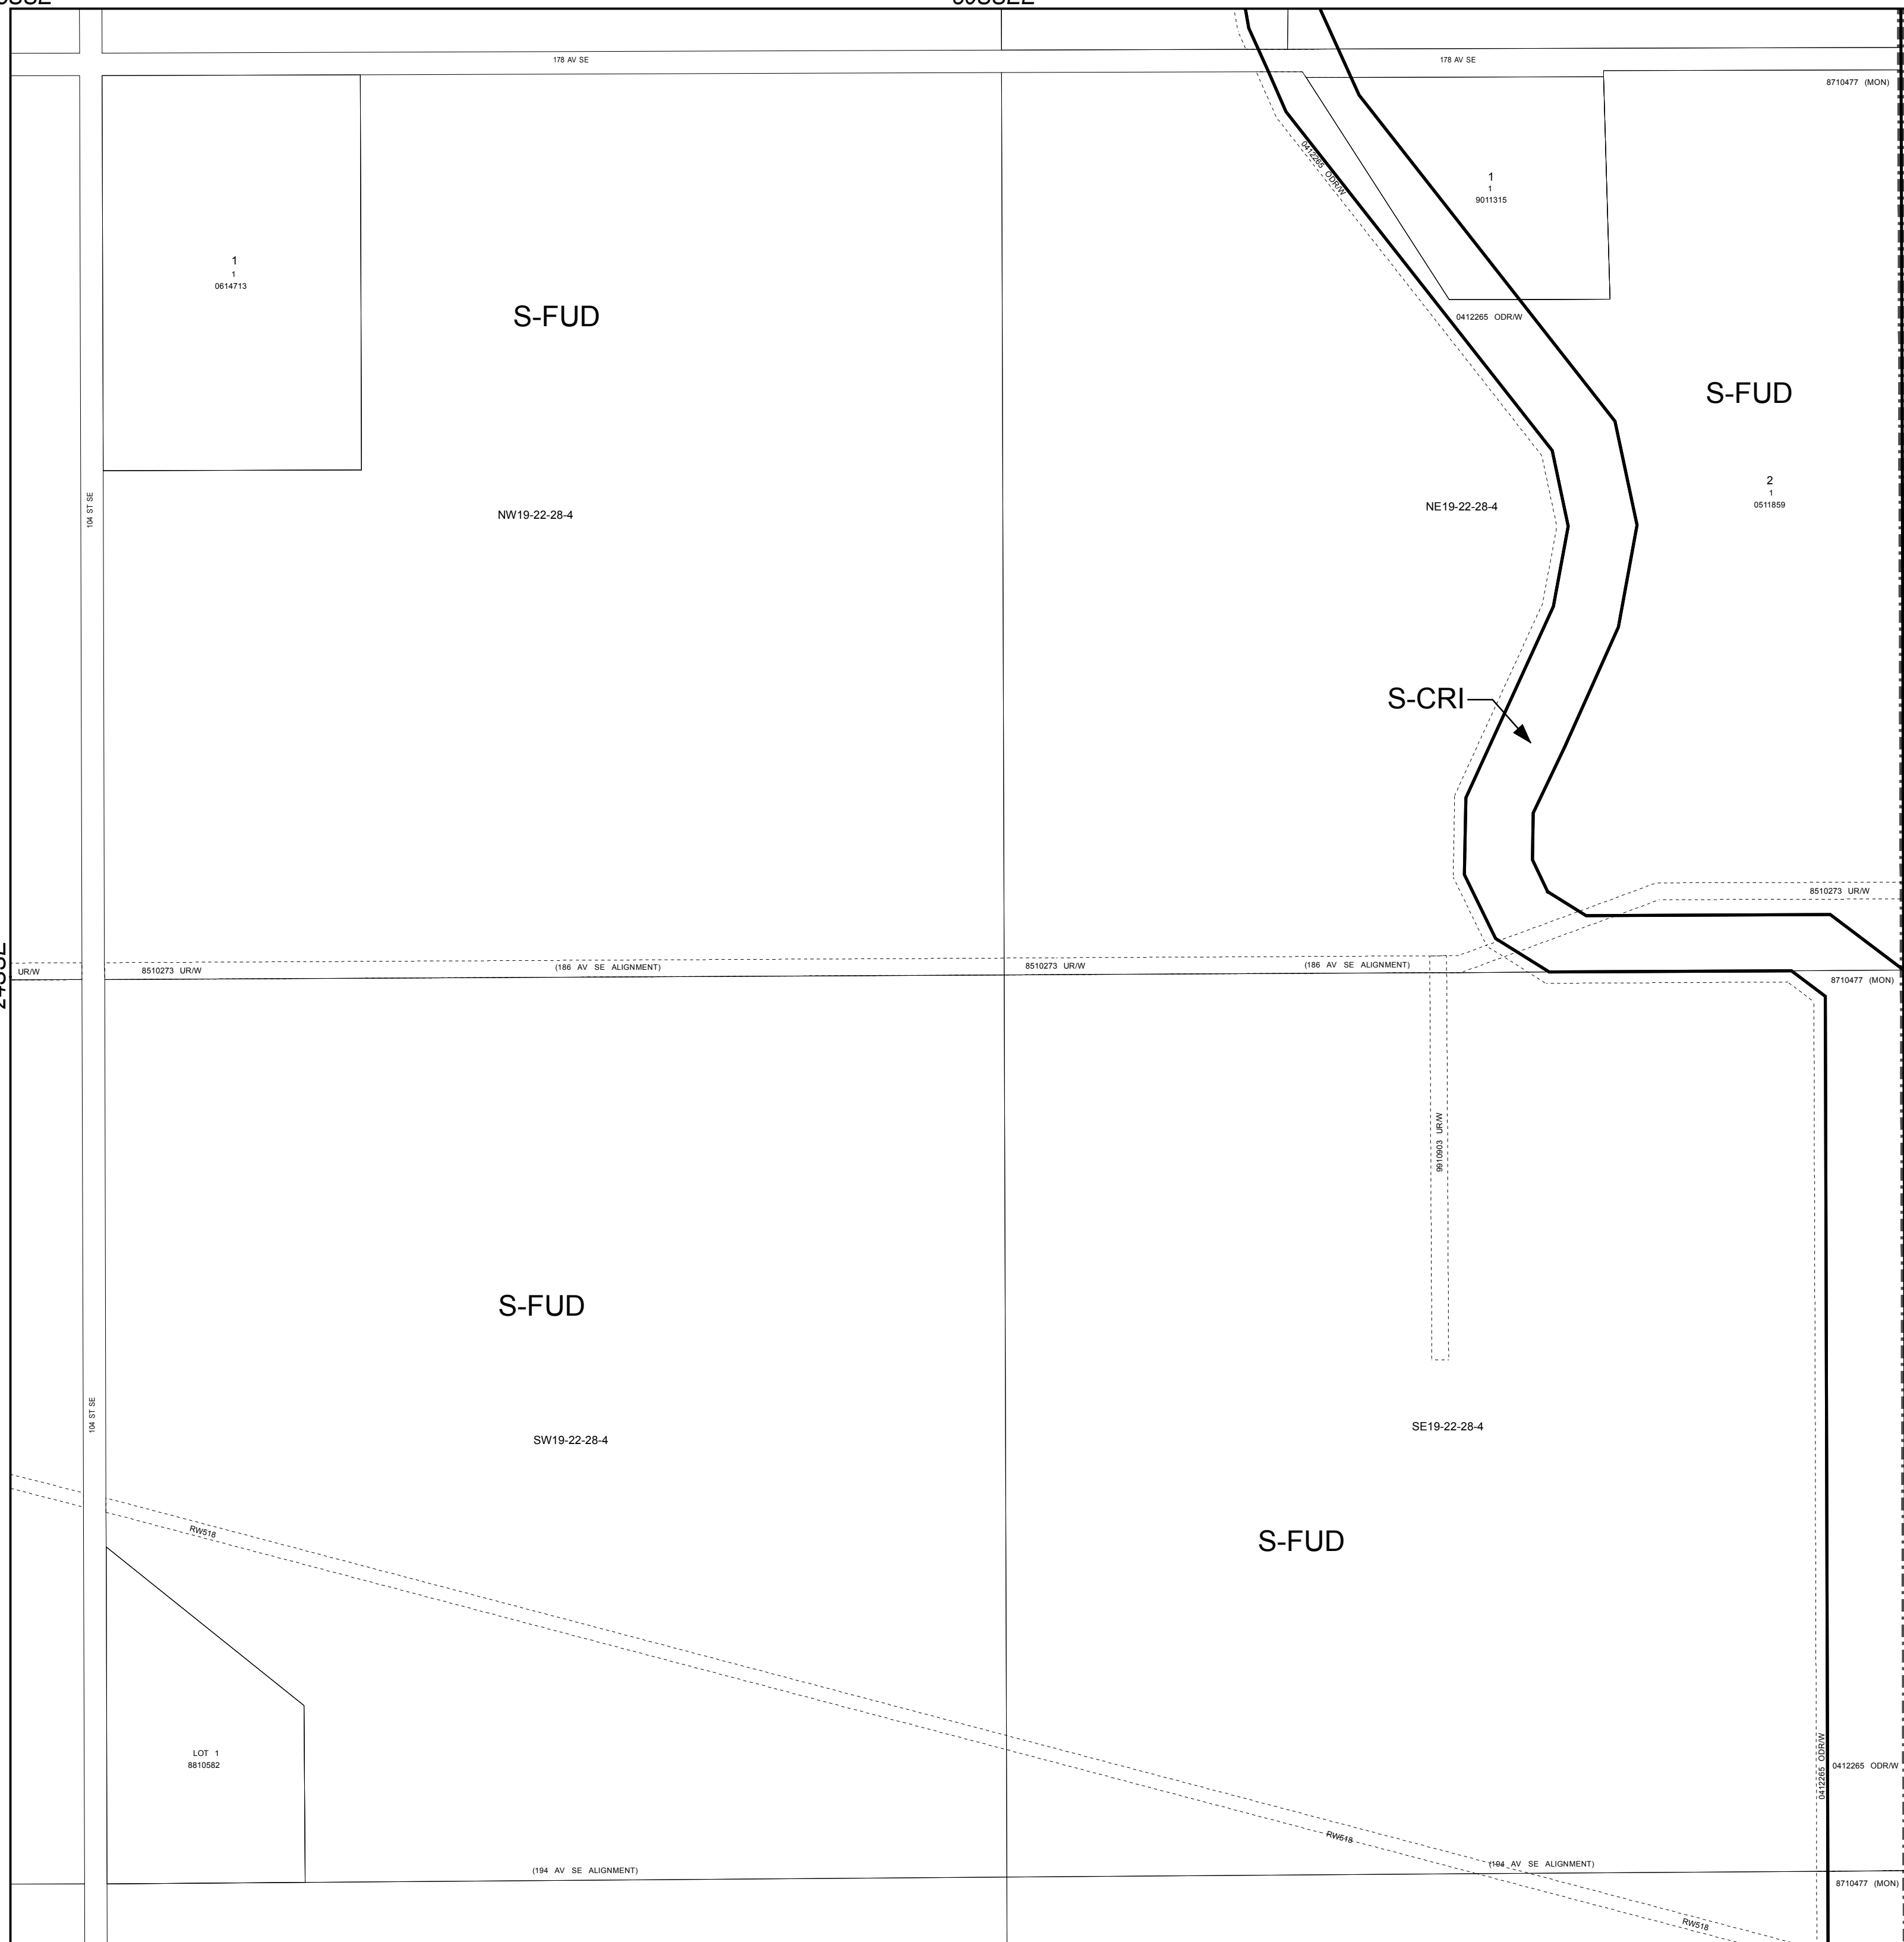 178 AV SE
178 AV SE
8710477 (MON)
0412265 ODR/W
1
1
9011315
1
1
0614713
S-FUD
0412265 ODR/W
S-FUD
104 ST SE
NW19-22-28-4
NE19-22-28-4
2
1
0511859
S-CRI
8510273 UR/W
UR/W
8510273 UR/W
(186 AV SE ALIGNMENT)
8510273 UR/W
(186 AV SE ALIGNMENT)
8710477 (MON)
9910903 UR/W
S-FUD
104 ST SE
SW19-22-28-4
SE19-22-28-4
RW518
S-FUD
LOT 1
8810582
0412265 ODR/W
0412265 ODR/W
RW518
(194 AV SE ALIGNMENT)
(194 AV SE ALIGNMENT)
8710477 (MON)
RW518